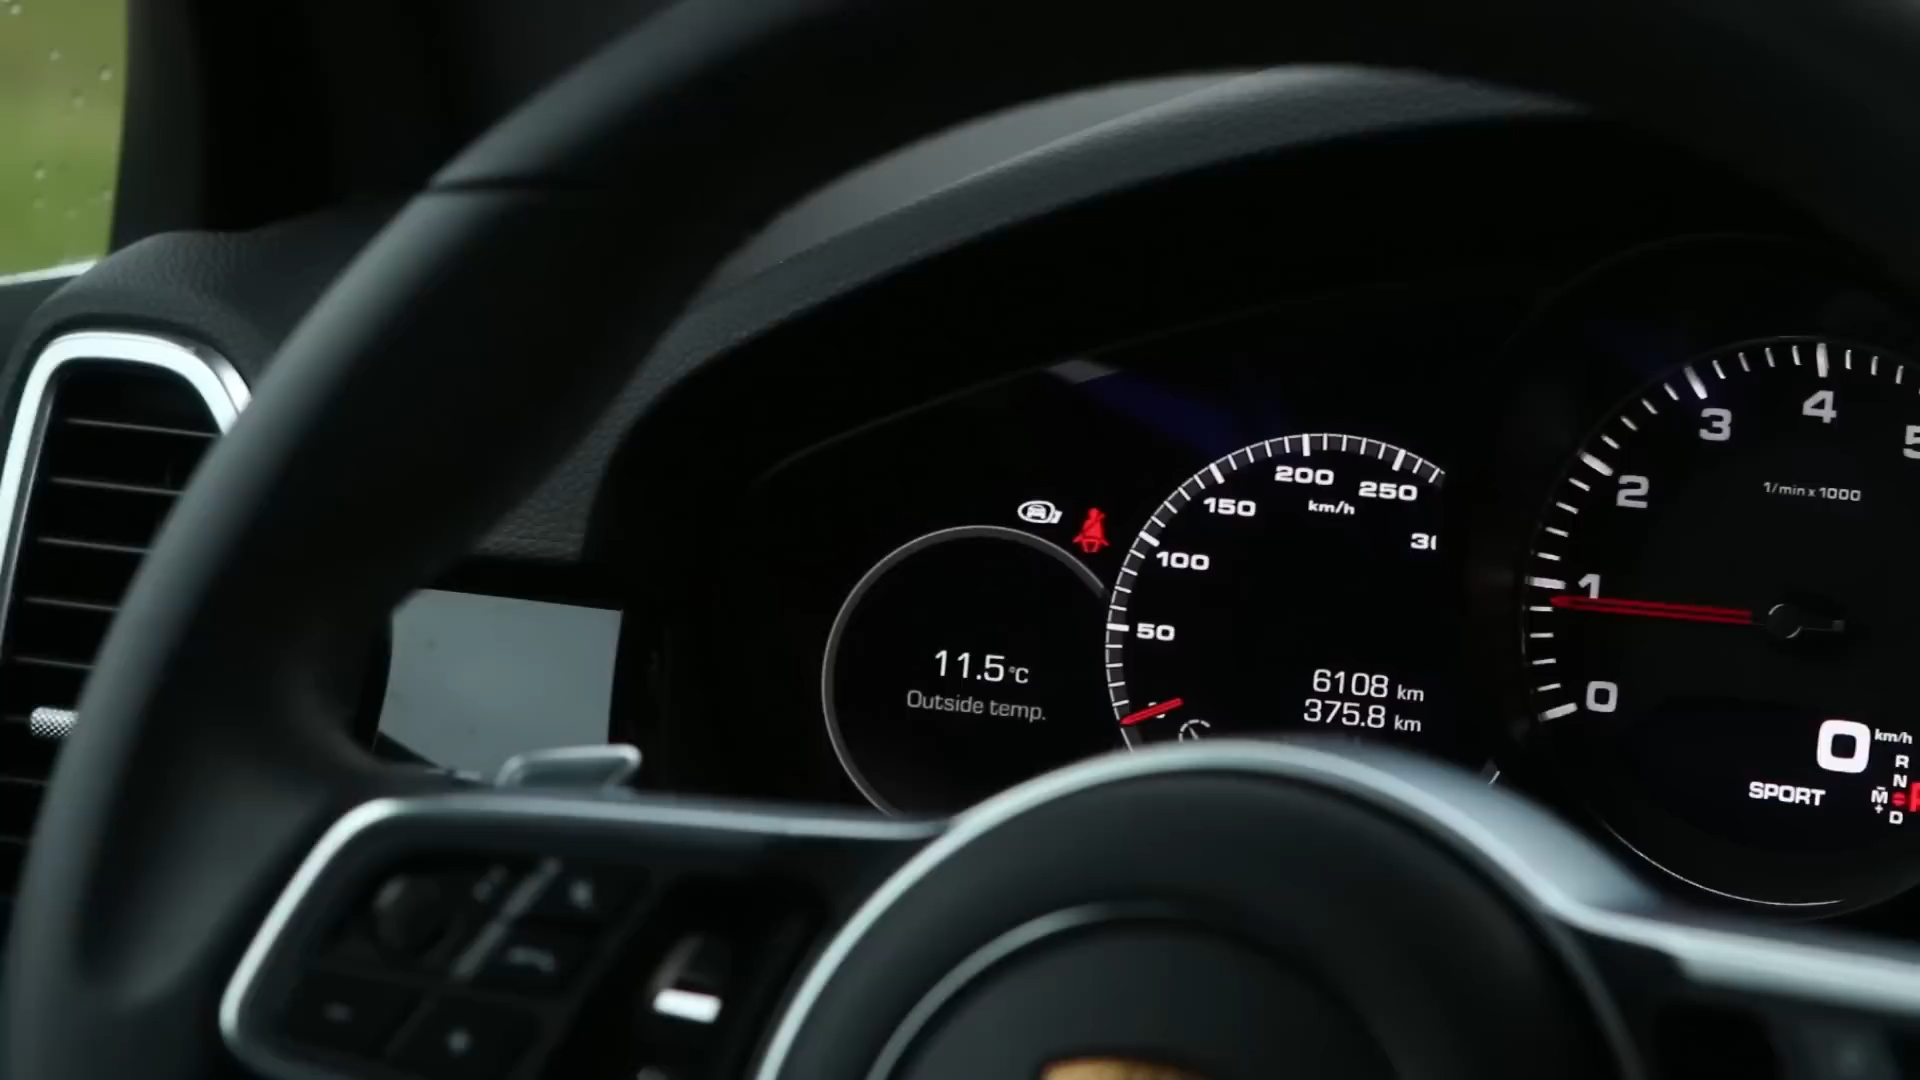 11.5 °C
Outside temp.
50
100
150
200
250
km/h
6108 km
375.8 km
0
1
2
3
4
1/min x 1000
0 km/h
SPORT
R
N
M
D